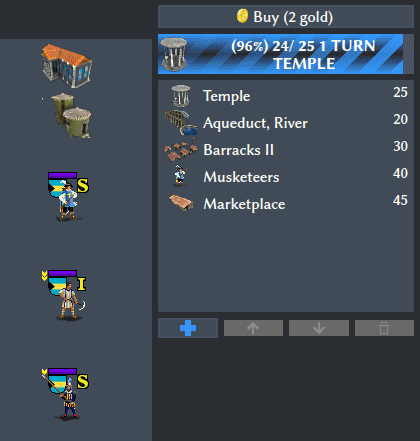 Buy (2 gold)
(96%) 24/ 25 1 TURN
TEMPLE
Temple 25
Aqueduct, River 20
Barracks II 30
S
Musketeers 40
Marketplace 45
I
S